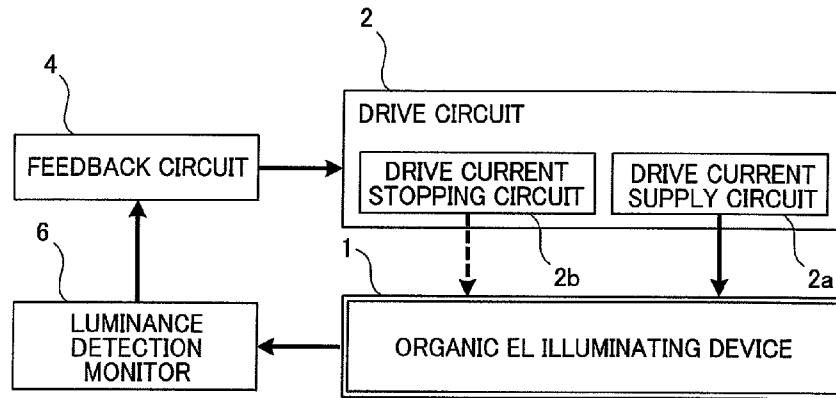 2
4
DRIVE CIRCUIT
FEEDBACK CIRCUIT
DRIVE CURRENT
STOPPING CIRCUIT
DRIVE CURRENT
SUPPLY CIRCUIT
6
1
2b
2a
LUMINANCE
DETECTION
MONITOR
ORGANIC EL ILLUMINATING DEVICE